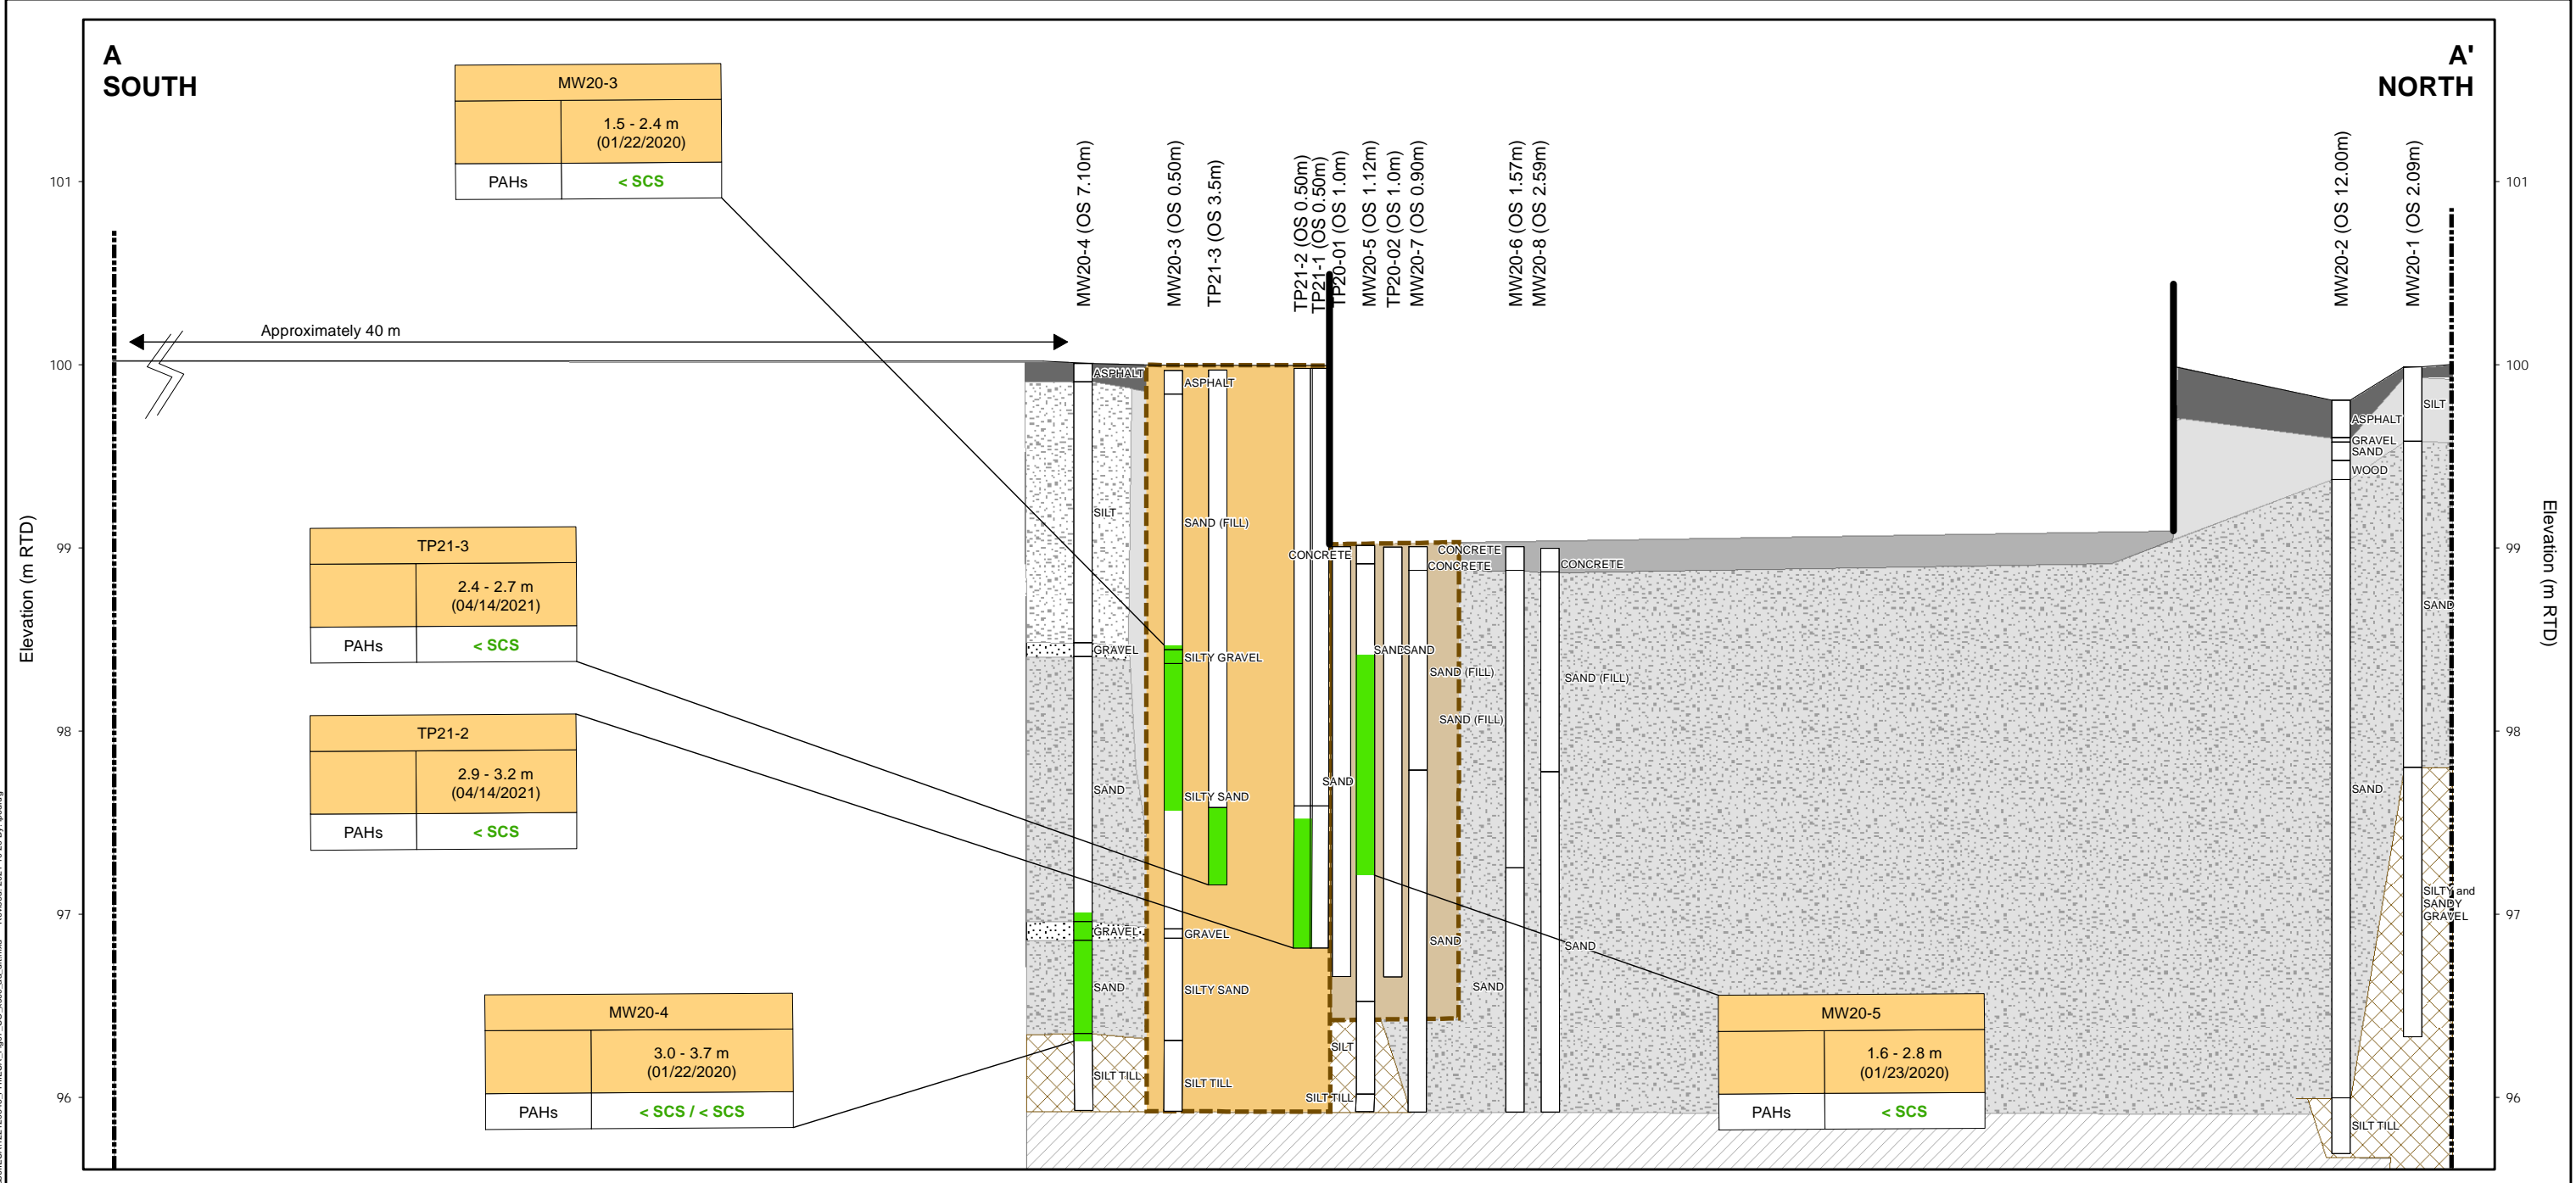 A
SOUTH
A'
NORTH
MW20-3
1.5 - 2.4 m
(01/22/2020)
PAHs
< SCS
MW20-4 (OS 7.10m)
MW20-3 (OS 0.50m)
TP21-3 (OS 3.5m)
TP21-2 (OS 0.50m)
TP21-1 (OS 0.50m)
TP20-01 (OS 1.0m)
MW20-5 (OS 1.12m)
TP20-02 (OS 1.0m)
MW20-7 (OS 0.90m)
MW20-6 (OS 1.57m)
MW20-8 (OS 2.59m)
MW20-2 (OS 12.00m)
MW20-1 (OS 2.09m)
Elevation (m RTD)
101
100
99
98
97
96
Approximately 40 m
TP21-3
2.4 - 2.7 m
(04/14/2021)
PAHs
< SCS
TP21-2
2.9 - 3.2 m
(04/14/2021)
PAHs
< SCS
MW20-4
3.0 - 3.7 m
(01/22/2020)
PAHs
< SCS / < SCS
ASPHALT
SILT
GRAVEL
SAND
GRAVEL
SAND
SILT TILL
ASPHALT
SAND (FILL)
SILTY GRAVEL
SILTY SAND
GRAVEL
SILTY SAND
SILT TILL
CONCRETE
SAND
SILT
SILT TILL
SAND
SAND
CONCRETE
SAND (FILL)
SAND
CONCRETE
SAND (FILL)
SAND
CONCRETE
SAND (FILL)
SAND
MW20-5
1.6 - 2.8 m
(01/23/2020)
PAHs
< SCS
ASPHALT
GRAVEL
SAND
WOOD
SAND
SILT TILL
SILT
SAND
SILTY and
SANDY
GRAVEL
101
100
99
98
97
96
Elevation (m RTD)